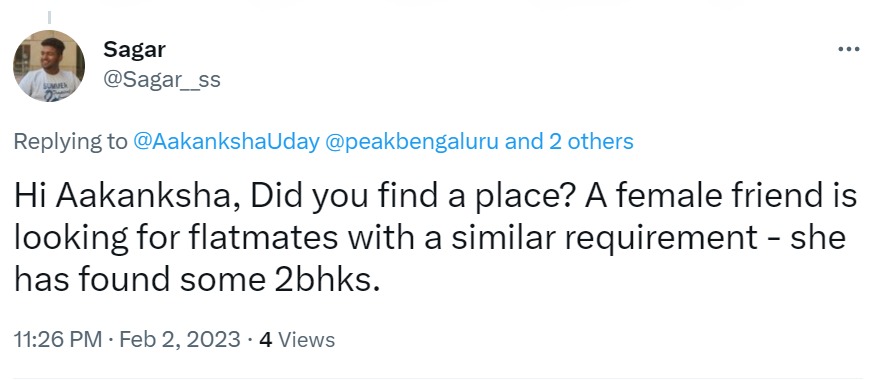 Sagar
@Sagar__ss
Replying to @AakankshaUday @peakbengaluru and 2 others
Hi Aakanksha, Did you find a place? A female friend is
looking for flatmates with a similar requirement - she
has found some 2bhks.
11:26 PM · Feb 2, 2023 · 4 Views